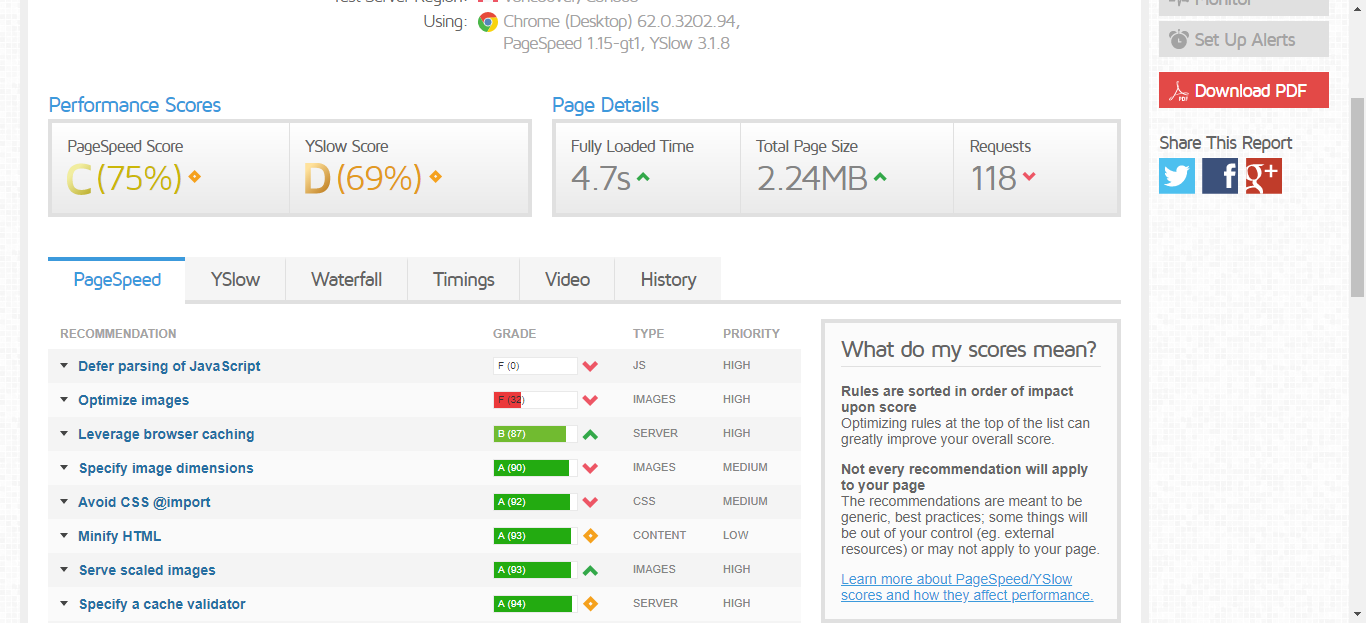 Test Server Region:
Vancouver, Canada
Using: Chrome (Desktop) 62.0.3202.94,
PageSpeed 1.15-gt1, YSlow 3.1.8
Monitor
Set Up Alerts
PDF Download PDF
Share This Report
f g+
Performance Scores
PageSpeed Score YSlow Score
C (75%) D (69%)
Page Details
Fully Loaded Time Total Page Size Requests
4.7s 2.24MB 118
PageSpeed YSlow Waterfall Timings Video History
RECOMMENDATION GRADE TYPE PRIORITY
Defer parsing of JavaScript F (0) JS HIGH
Optimize images F (32) IMAGES HIGH
Leverage browser caching B (87) SERVER HIGH
Specify image dimensions A (90) IMAGES MEDIUM
Avoid CSS @import A (92) CSS MEDIUM
Minify HTML A (93) CONTENT LOW
Serve scaled images A (93) IMAGES HIGH
Specify a cache validator A (94) SERVER HIGH
What do my scores mean?
Rules are sorted in order of impact
upon score
Optimizing rules at the top of the list can
greatly improve your overall score.
Not every recommendation will apply
to your page
The recommendations are meant to be
generic, best practices; some things will
be out of your control (eg. external
resources) or may not apply to your page.
Learn more about PageSpeed/YSlow
scores and how they affect performance.